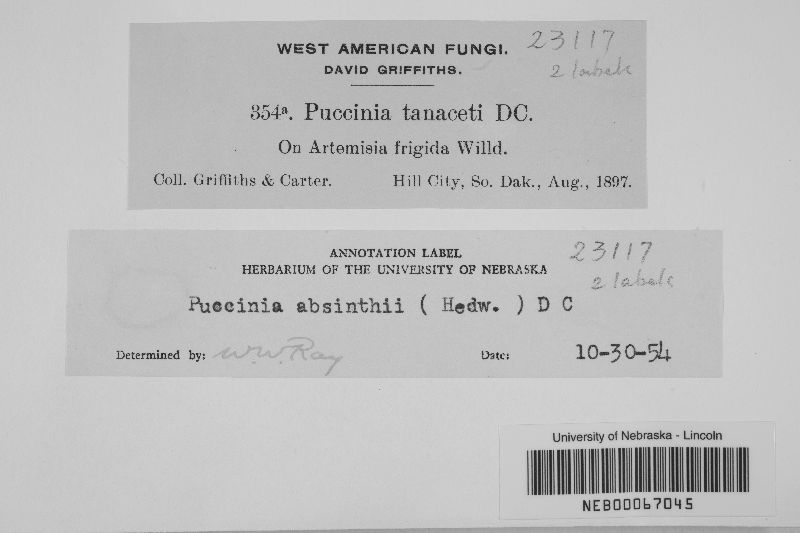 WEST AMERICAN FUNGI. 23117
DAVID GRIFFITHS. 2 labels
354ª. Puccinia tanaceti DC.
On Artemisia frigida Willd.
Coll. Griffiths & Carter. Hill City, So. Dak., Aug., 1897.
ANNOTATION LABEL 23117
HERBARIUM OF THE UNIVERSITY OF NEBRASKA
2 labels
Puccinia absinthii ( Hedw. ) D C
Determined by: W.W. Ray Date: 10-30-54
University of Nebraska - Lincoln
NEB00067045